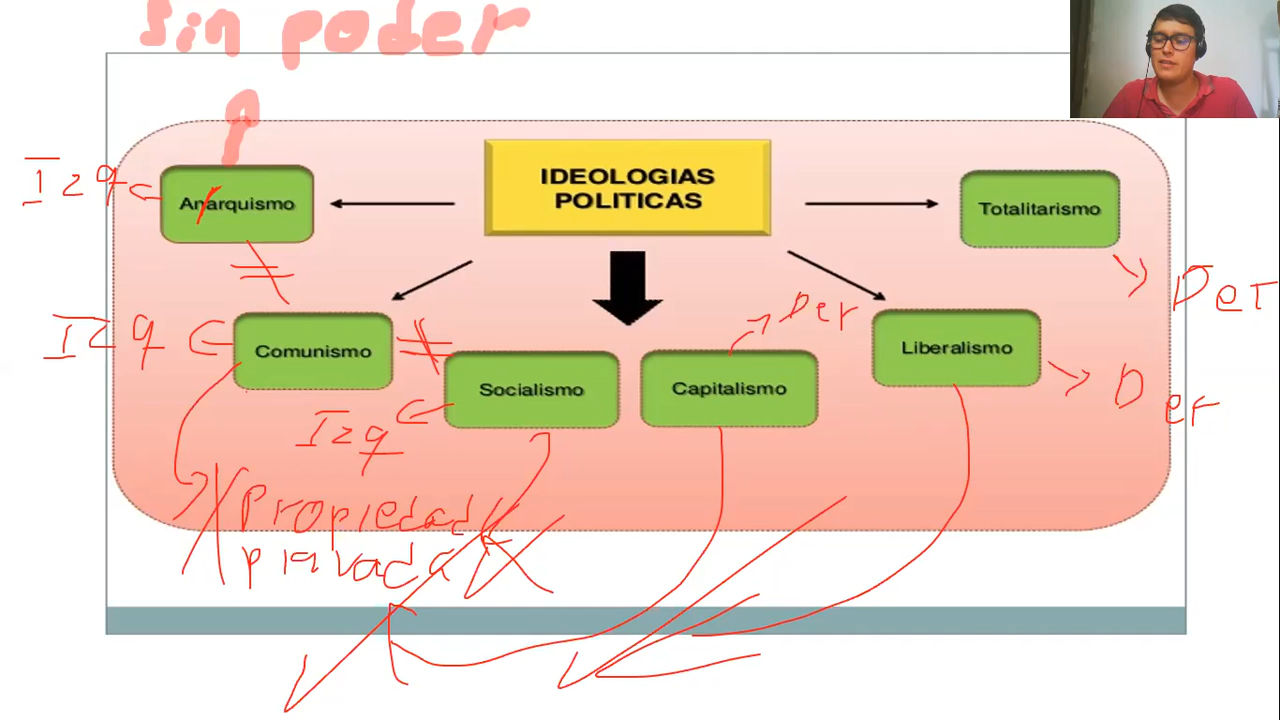 sin poder
IDEOLOGIAS
POLITICAS
Izq
Anarquismo
Totalitarismo
Der
Izq
Comunismo
Socialismo
Capitalismo
Der
Liberalismo
Der
Izq
Propiedad
privada